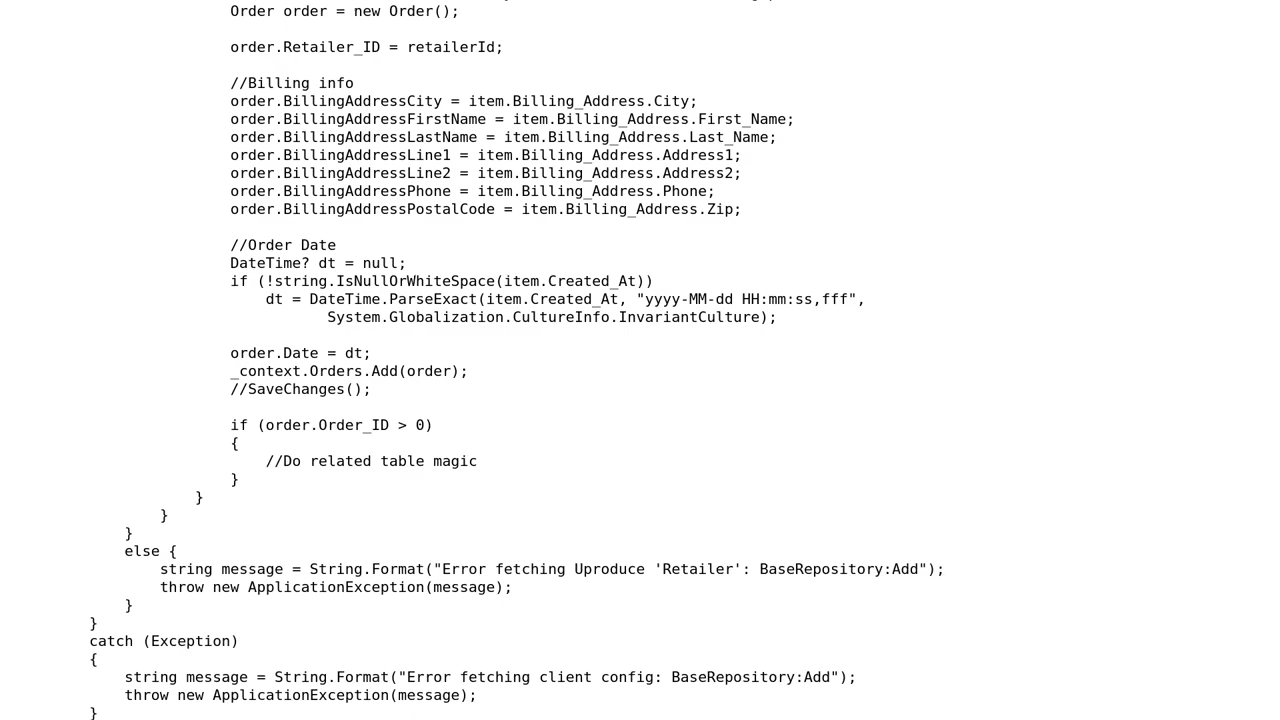 Order order = new Order();
order.Retailer_ID = retailerId;
//Billing info
order.BillingAddressCity = item.Billing_Address.City;
order.BillingAddressFirstName = item.Billing_Address.First_Name;
order.BillingAddressLastName = item.Billing_Address.Last_Name;
order.BillingAddressLine1 = item.Billing_Address.Address1;
order.BillingAddressLine2 = item.Billing_Address.Address2;
order.BillingAddressPhone = item.Billing_Address.Phone;
order.BillingAddressPostalCode = item.Billing_Address.Zip;
//Order Date
DateTime? dt = null;
if (!string.IsNullOrWhiteSpace(item.Created_At))
dt = DateTime.ParseExact(item.Created_At, "yyyy-MM-dd HH:mm:ss,fff",
System.Globalization.CultureInfo.InvariantCulture);
order.Date = dt;
_context.Orders.Add(order);
//SaveChanges();
if (order.Order_ID > 0)
{
//Do related table magic
}
}
}
}
else {
string message = String.Format("Error fetching Uproduce 'Retailer': BaseRepository:Add");
throw new ApplicationException(message);
}
}
catch (Exception)
{
string message = String.Format("Error fetching client config: BaseRepository:Add");
throw new ApplicationException(message);
}